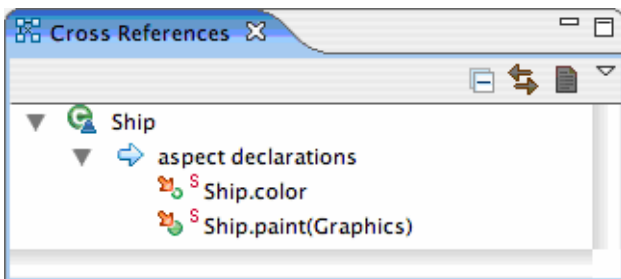 Cross References
Ship
aspect declarations
S Ship.color
S Ship.paint(Graphics)